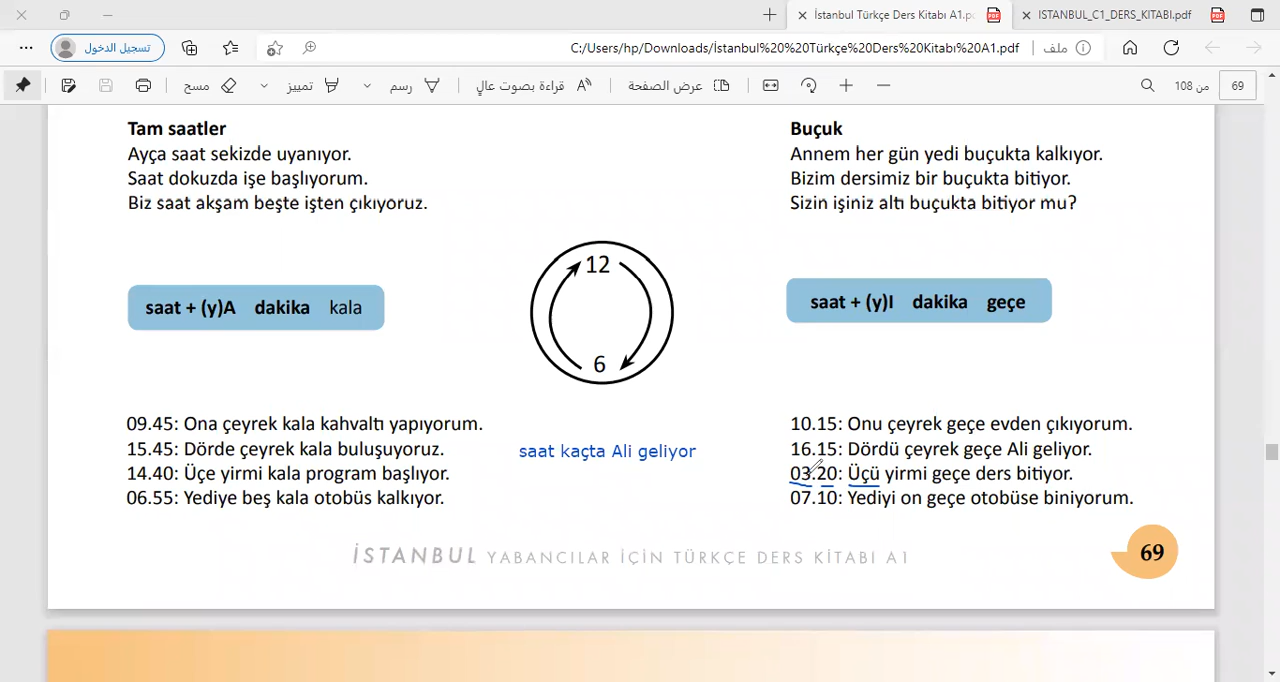 İstanbul Türkçe Ders Kitabı A1.pc
ISTANBUL_C1_DERS_KITABI.pdf
تسجيل الدخول
C:/Users/hp/Downloads/İstanbul%20%20Türkçe%20Ders%20Kitabı%20A1.pdf
ملف
مسح
تمييز
رسم
قراءة بصوت عالٍ
عرض الصفحة
من 108
69
Tam saatler
Ayça saat sekizde uyanıyor.
Saat dokuzda işe başlıyorum.
Biz saat akşam beşte işten çıkıyoruz.
Buçuk
Annem her gün yedi buçukta kalkıyor.
Bizim dersimiz bir buçukta bitiyor.
Sizin işiniz altı buçukta bitiyor mu?
saat + (y)A dakika kala
12
6
saat + (y)I dakika geçe
09.45: Ona çeyrek kala kahvaltı yapıyorum.
15.45: Dörde çeyrek kala buluşuyoruz.
14.40: Üçe yirmi kala program başlıyor.
06.55: Yediye beş kala otobüs kalkıyor.
saat kaçta Ali geliyor
10.15: Onu çeyrek geçe evden çıkıyorum.
16.15: Dördü çeyrek geçe Ali geliyor.
03.20: Üçü yirmi geçe ders bitiyor.
07.10: Yediyi on geçe otobüse biniyorum.
İSTANBUL YABANCILAR İÇİN TÜRKÇE DERS KİTABI A1
69